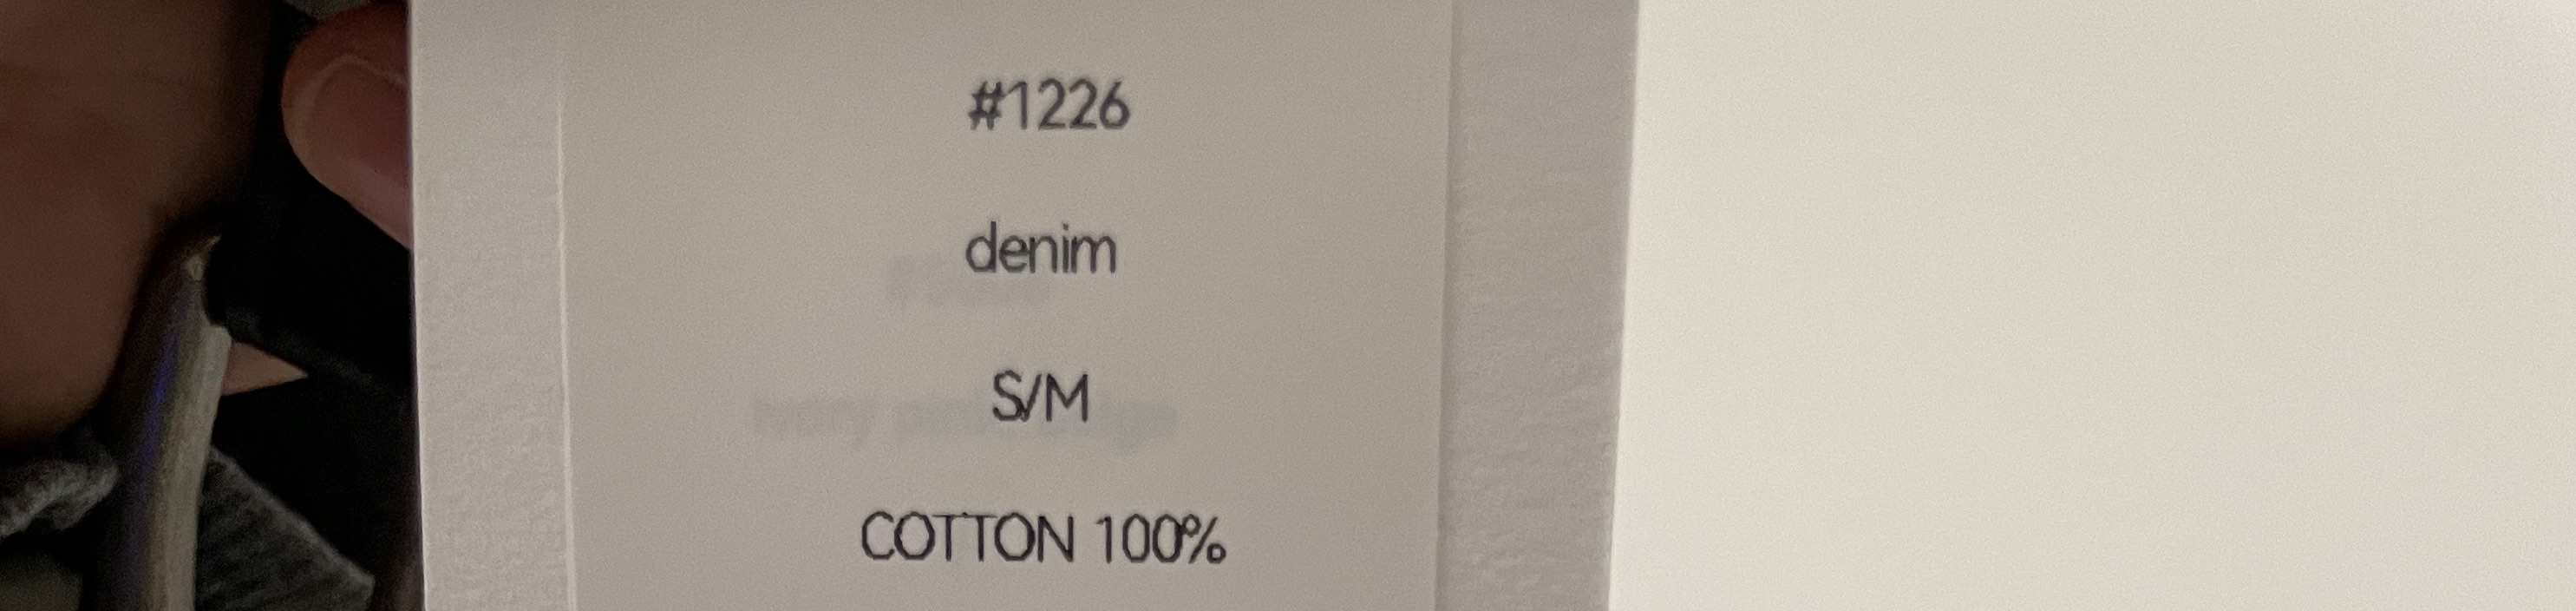 #1226
denim
S/M
COTTON 100%